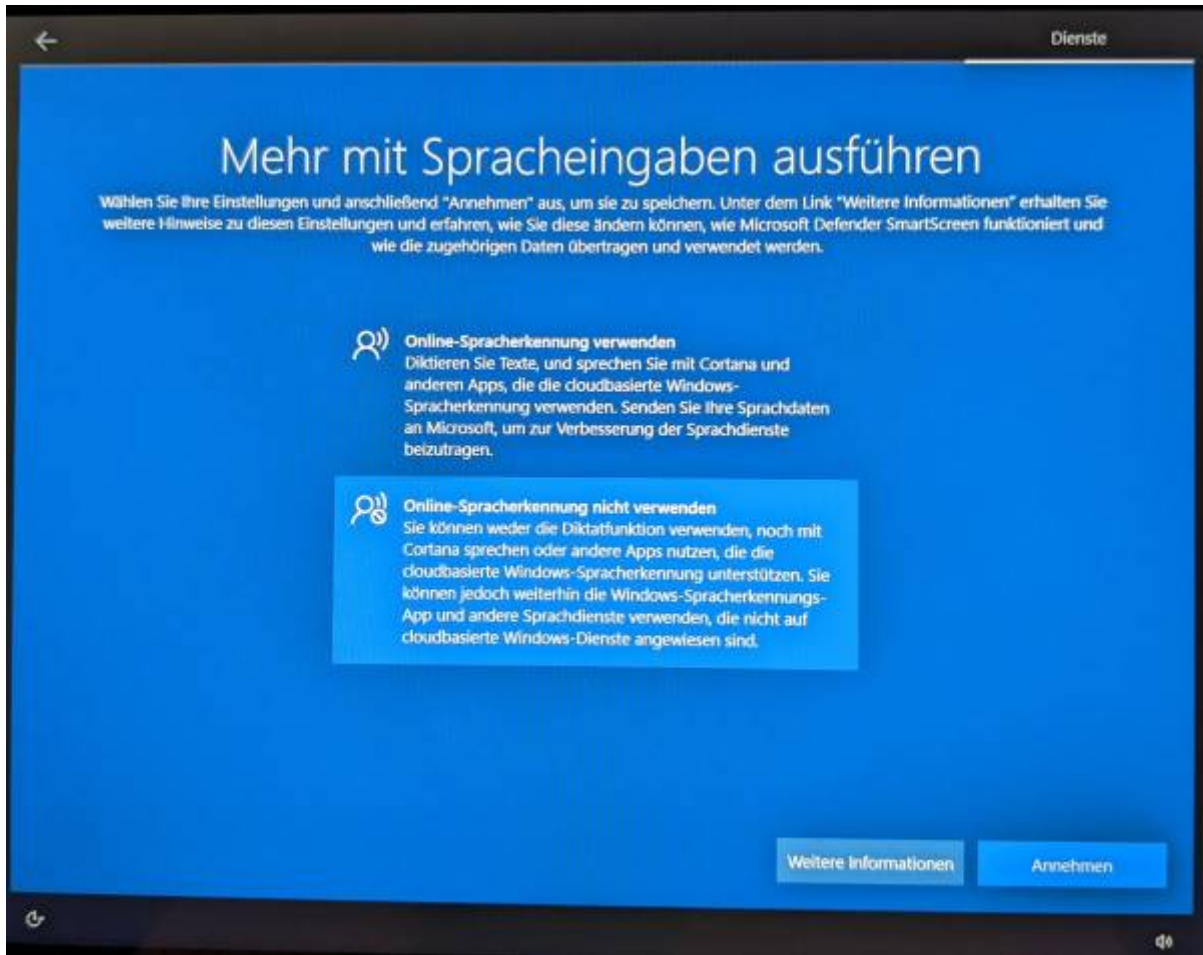 Dienste
Mehr mit Spracheingaben ausführen
Wählen Sie Ihre Einstellungen und anschließend "Annehmen" aus, um sie zu speichern. Unter dem Link "Weitere Informationen" erhalten Sie
weitere Hinweise zu diesen Einstellungen und erfahren, wie Sie diese ändern können, wie Microsoft Defender SmartScreen funktioniert und
wie die zugehörigen Daten übertragen und verwendet werden.
Online-Spracherkennung verwenden
Diktieren Sie Texte, und sprechen Sie mit Cortana und
anderen Apps, die die cloudbasierte Windows-
Spracherkennung verwenden. Senden Sie Ihre Sprachdaten
an Microsoft, um zur Verbesserung der Sprachdienste
beizutragen.
Online-Spracherkennung nicht verwenden
Sie können weder die Diktatfunktion verwenden, noch mit
Cortana sprechen oder andere Apps nutzen, die die
cloudbasierte Windows-Spracherkennung unterstützen. Sie
können jedoch weiterhin die Windows-Spracherkennungs-
App und andere Sprachdienste verwenden, die nicht auf
cloudbasierte Windows-Dienste angewiesen sind.
Weitere Informationen
Annehmen